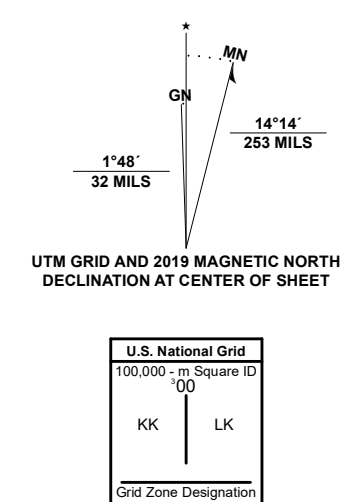 ★
MN
GN
14°14´
253 MILS
1°48´
32 MILS
UTM GRID AND 2019 MAGNETIC NORTH
DECLINATION AT CENTER OF SHEET
U.S. National Grid
100,000 - m Square ID
³00
KK LK
Grid Zone Designation